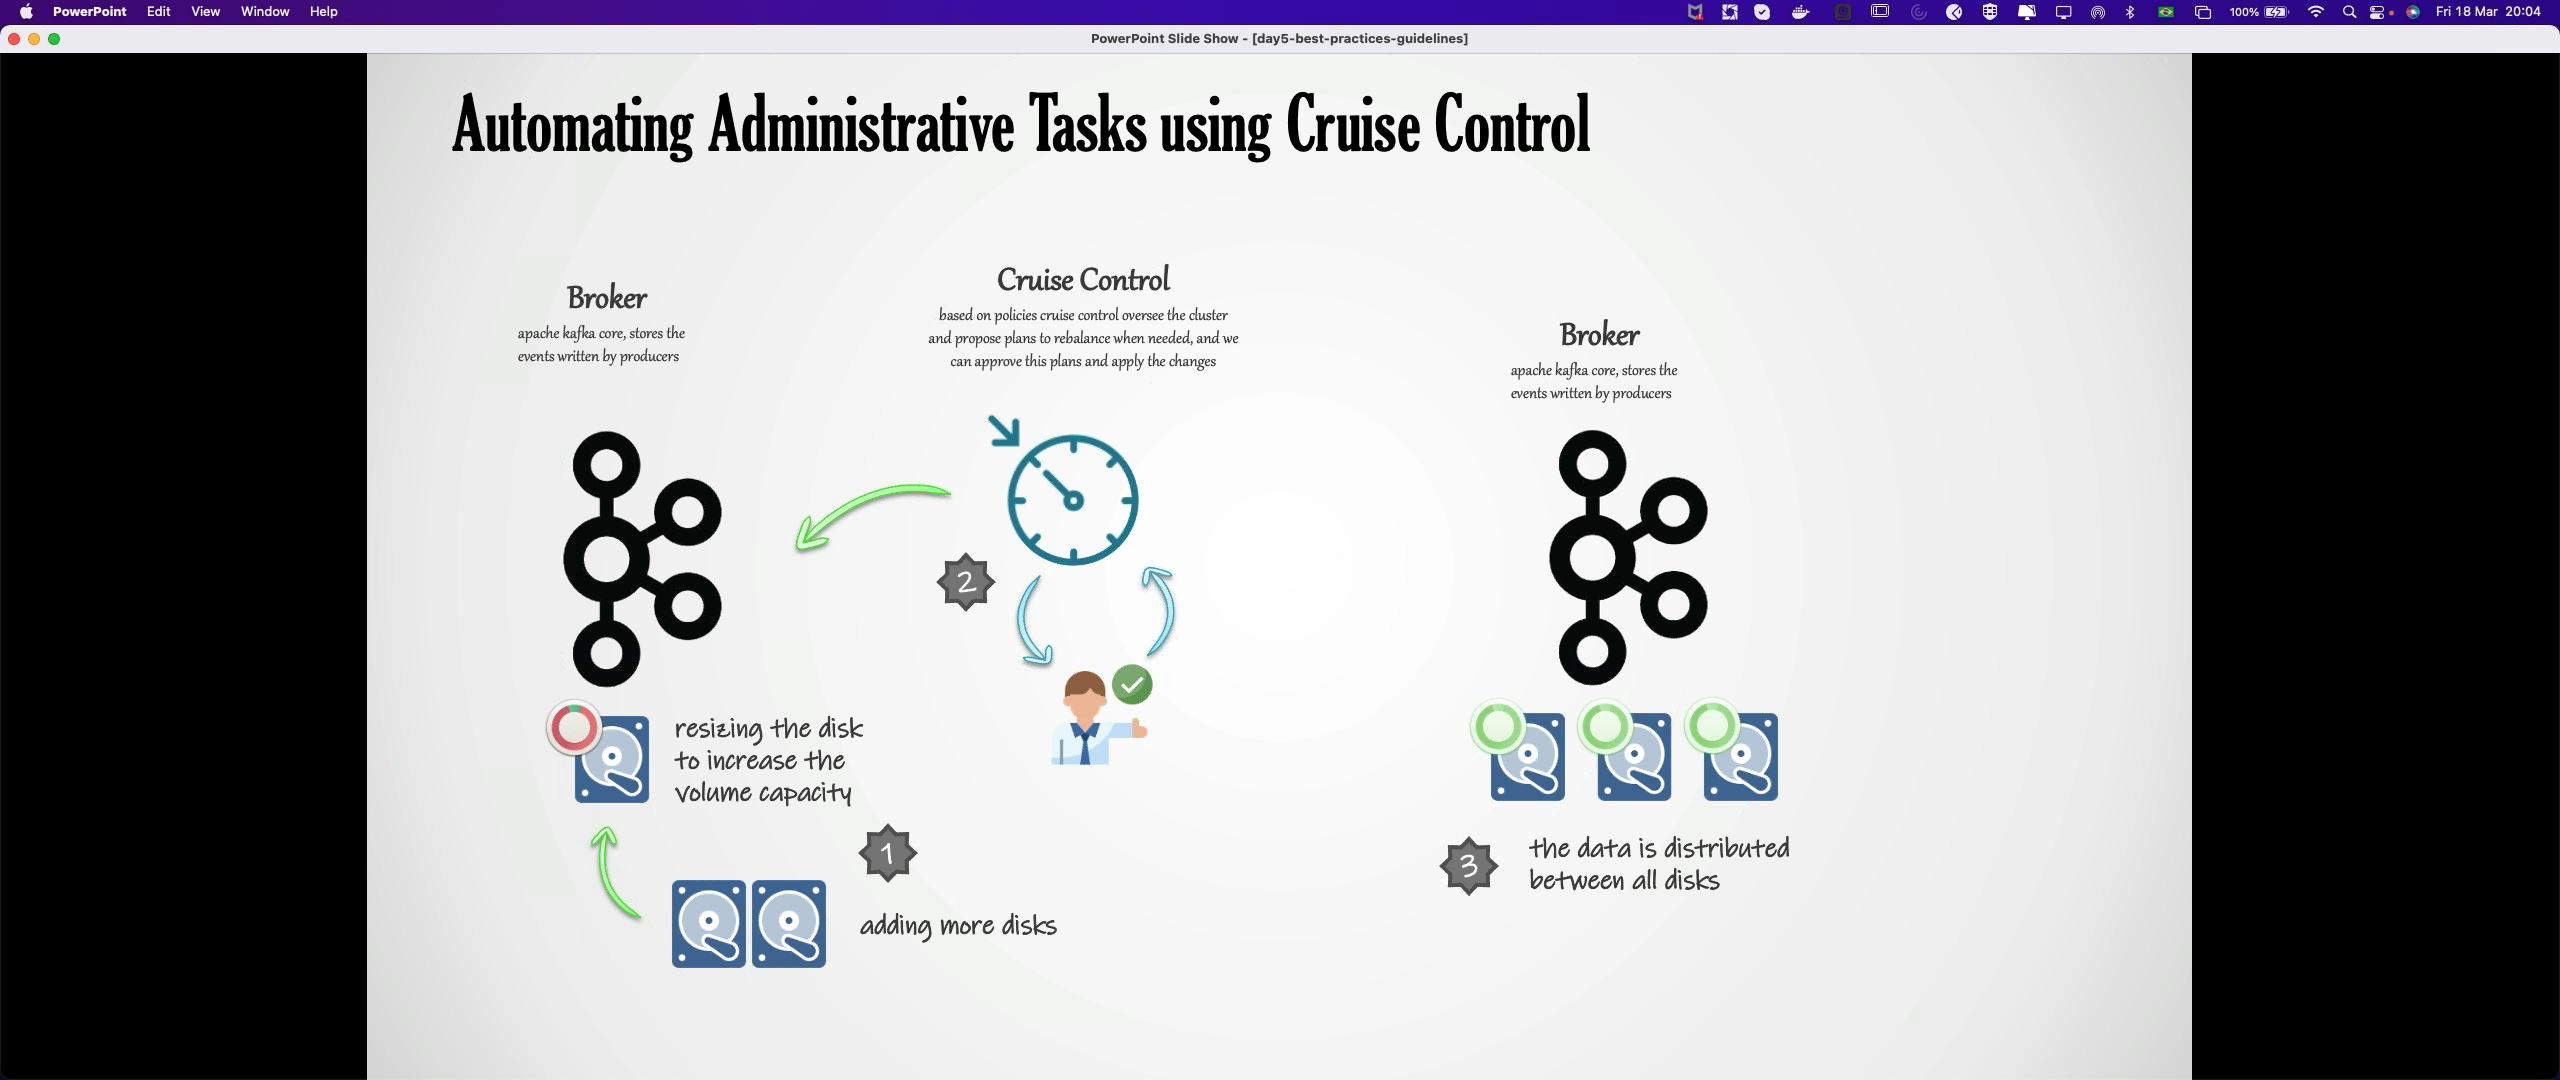 PowerPoint Edit View Window Help 100% Fri 18 Mar 20:04
PowerPoint Slide Show - [day5-best-practices-guidelines]
Automating Administrative Tasks using Cruise Control
Broker
apache kafka core, stores the
events written by producers
Cruise Control
based on policies cruise control oversee the cluster
and propose plans to rebalance when needed, and we
can approve this plans and apply the changes
Broker
apache kafka core, stores the
events written by producers
2
resizing the disk
to increase the
volume capacity
1
adding more disks
3
the data is distributed
between all disks